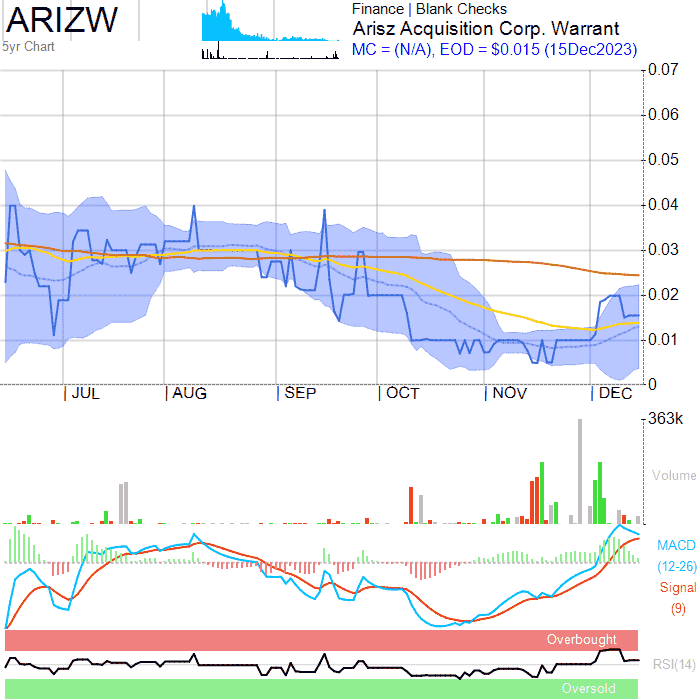 ARIZW
5yr Chart
Finance | Blank Checks
Arisz Acquisition Corp. Warrant
MC = (N/A), EOD = $0.015 (15Dec2023)
0.07
0.06
0.05
0.04
0.03
0.02
0.01
0
JUL AUG SEP OCT NOV DEC
363k
Volume
MACD
(12-26)
Signal
(9)
Overbought
RSI(14)
Oversold